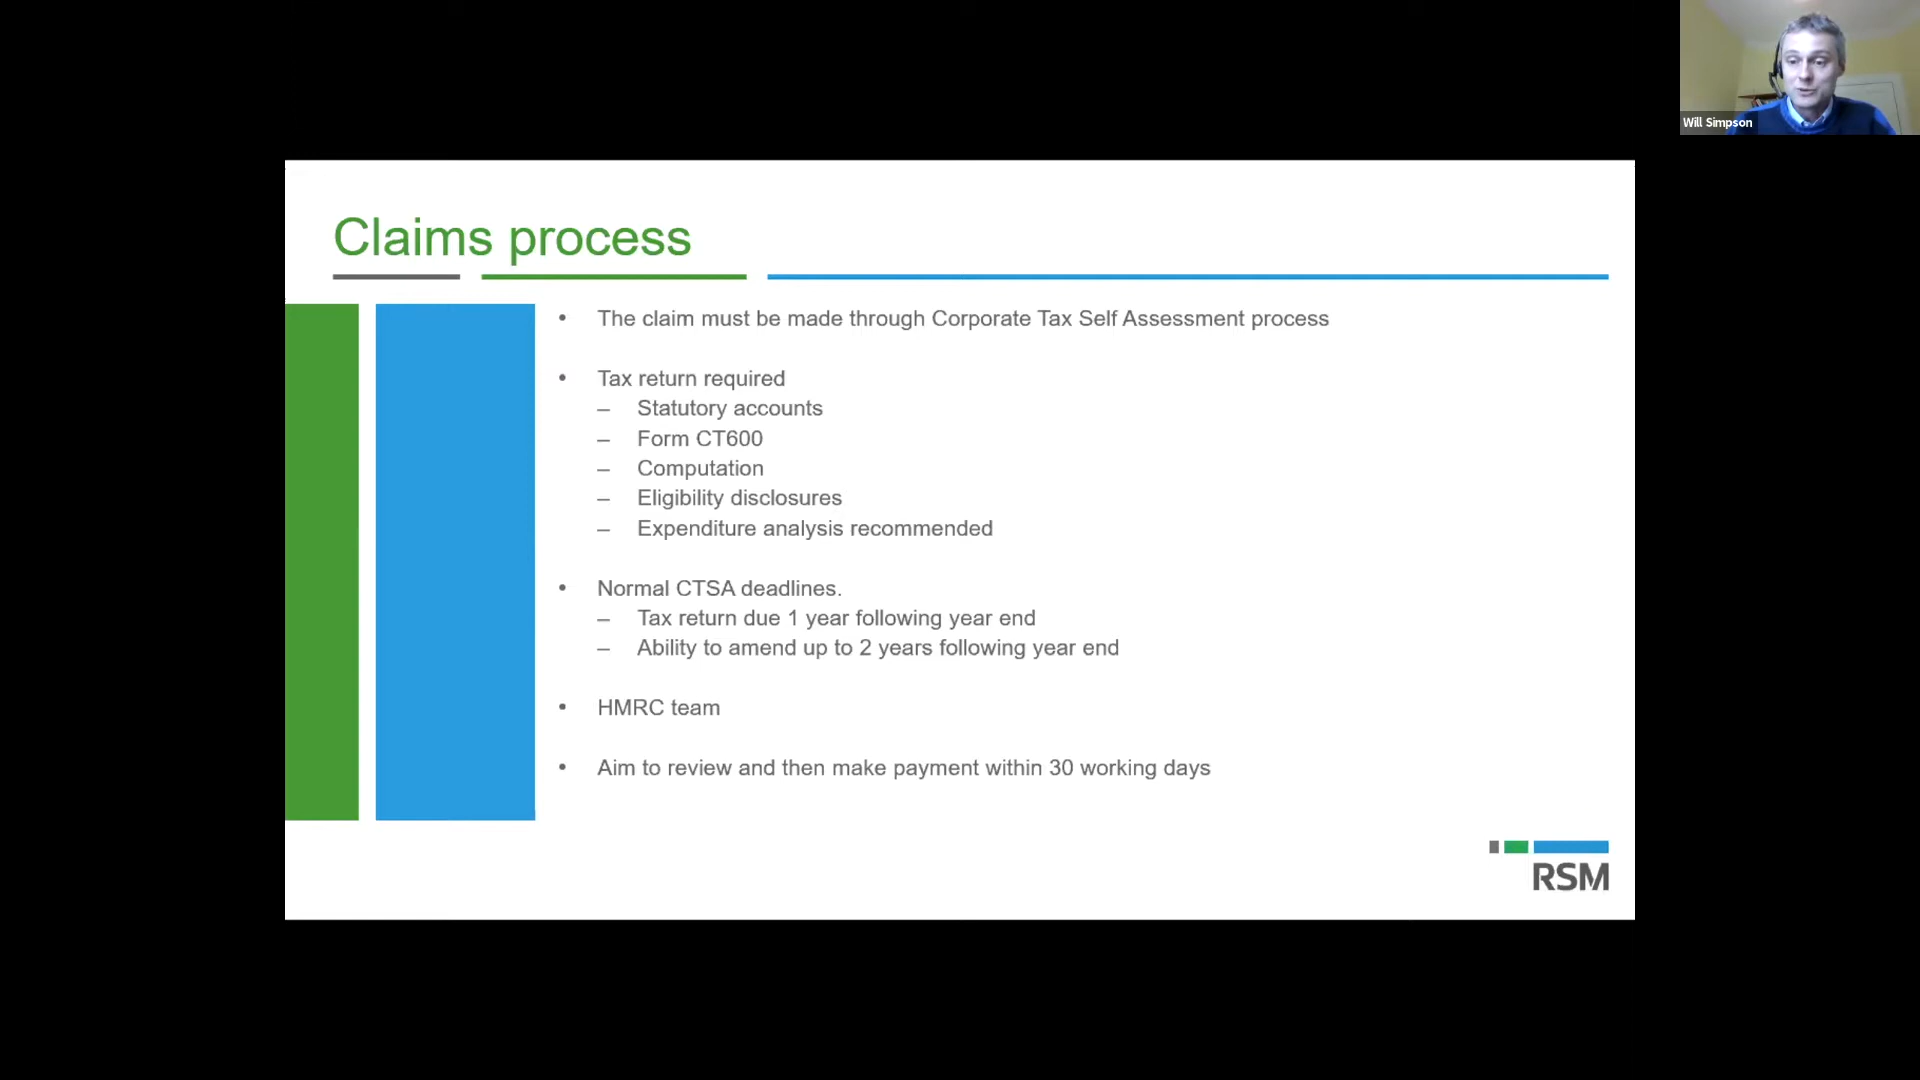 Will Simpson
Claims process
• The claim must be made through Corporate Tax Self Assessment process
• Tax return required
– Statutory accounts
– Form CT600
– Computation
– Eligibility disclosures
– Expenditure analysis recommended
• Normal CTSA deadlines.
– Tax return due 1 year following year end
– Ability to amend up to 2 years following year end
• HMRC team
• Aim to review and then make payment within 30 working days
RSM